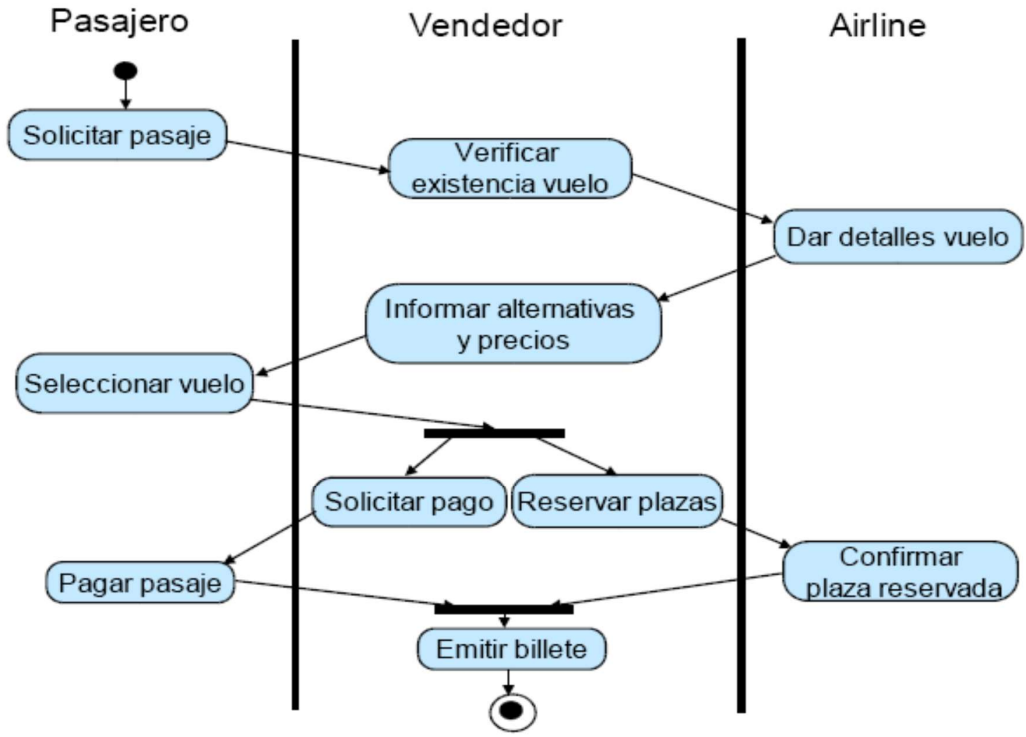 Pasajero
Vendedor
Airline
Solicitar pasaje
Verificar
existencia vuelo
Dar detalles vuelo
Informar alternativas
y precios
Seleccionar vuelo
Solicitar pago
Reservar plazas
Pagar pasaje
Confirmar
plaza reservada
Emitir billete